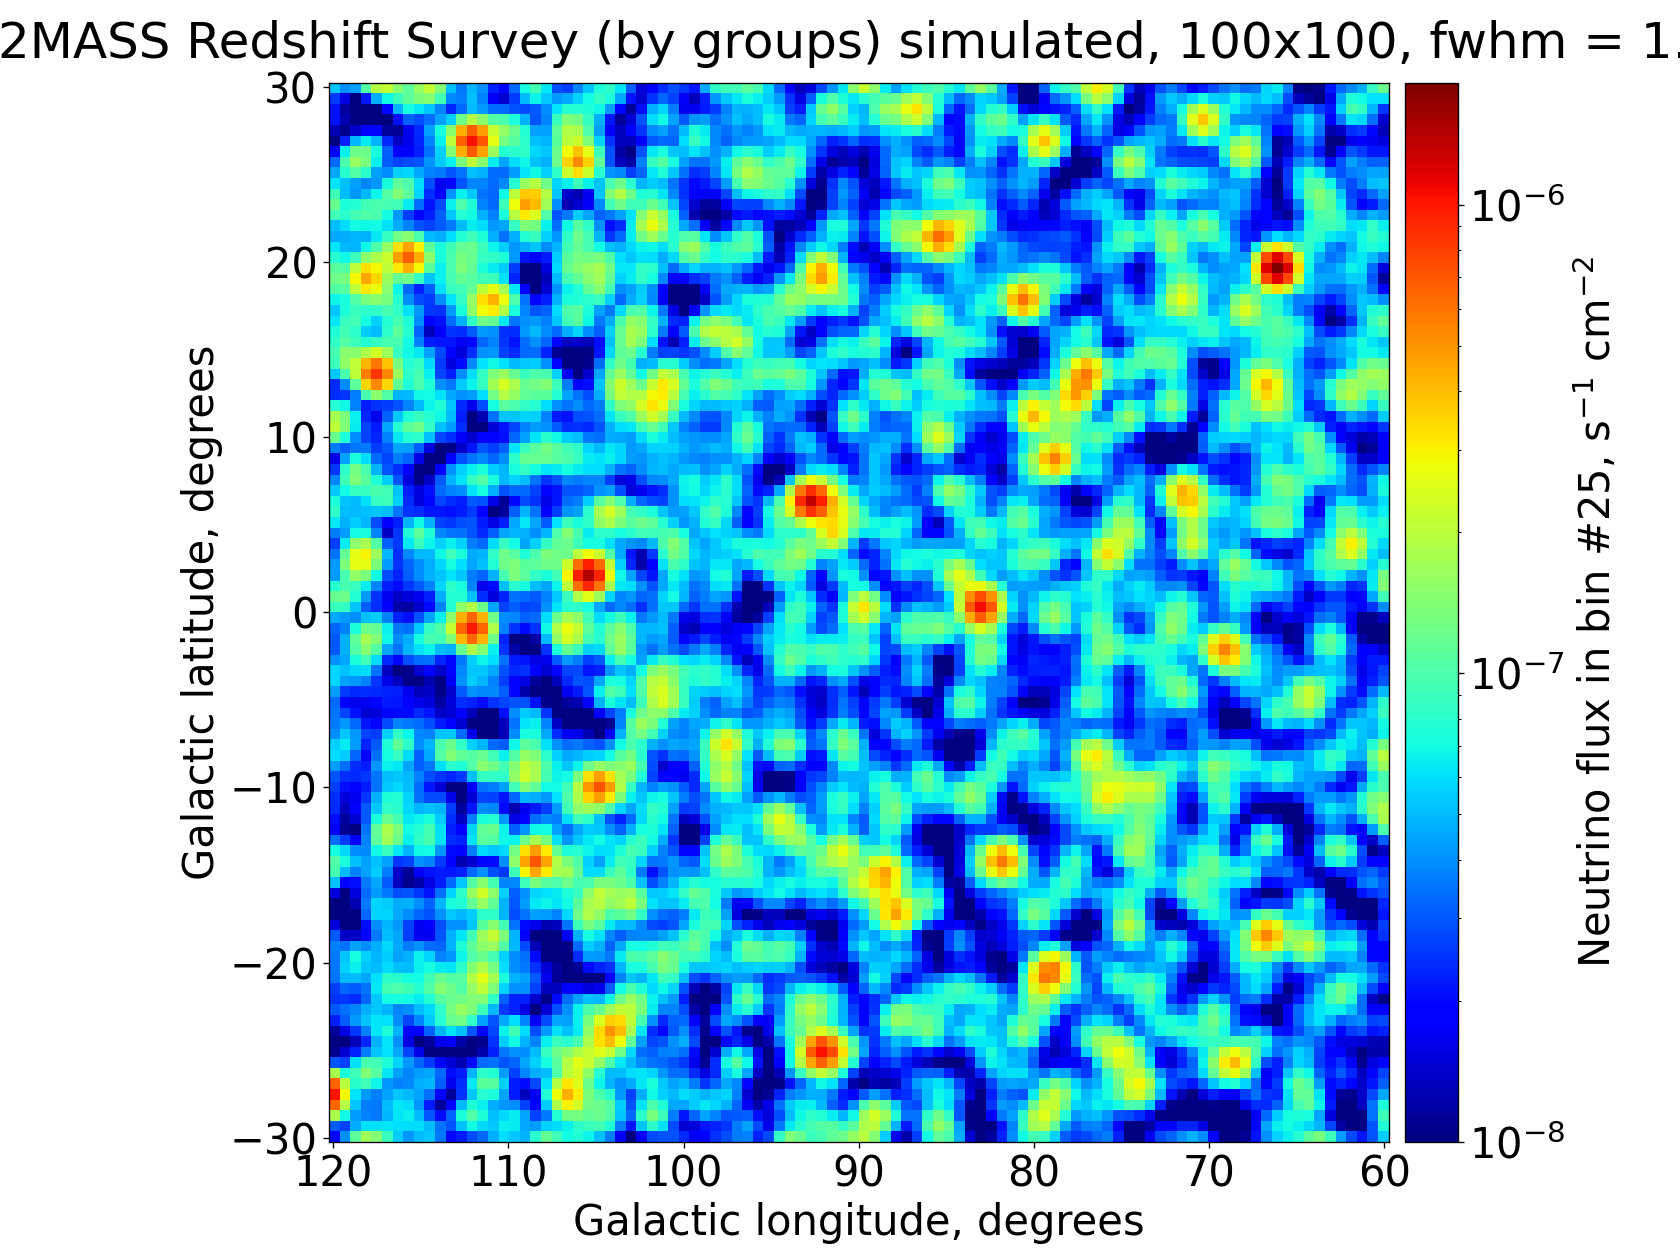 2MASS Redshift Survey (by groups) simulated, 100x100, fwhm = 1.
30
20
10
0
−10
−20
−30
Galactic latitude, degrees
120 110 100 90 80 70 60
Galactic longitude, degrees
10⁻⁶
10⁻⁷
10⁻⁸
Neutrino flux in bin #25, s⁻¹ cm⁻²